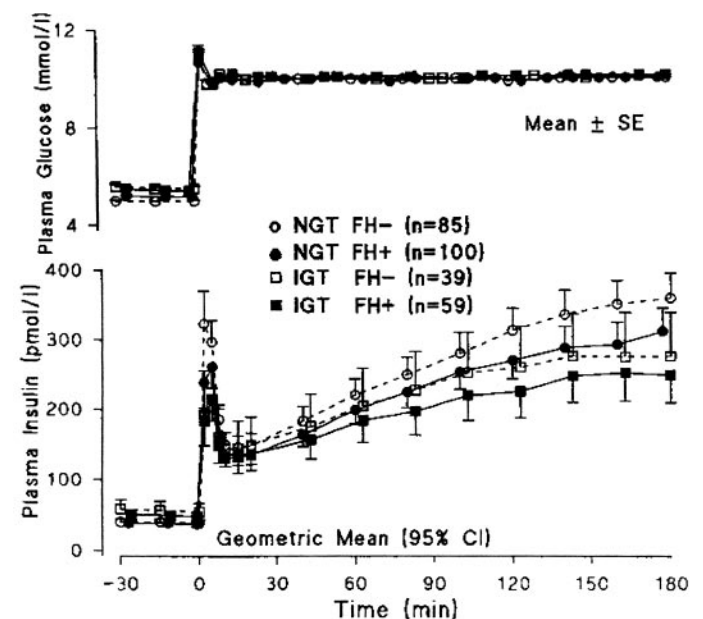 Plasma Glucose (mmol/l)
12
8
4
Mean ± SE
NGT FH- (n=85)
NGT FH+ (n=100)
IGT FH- (n=39)
IGT FH+ (n=59)
Plasma Insulin (pmol/l)
400
300
200
100
0
Geometric Mean (95% CI)
-30 0 30 60 90 120 150 180
Time (min)